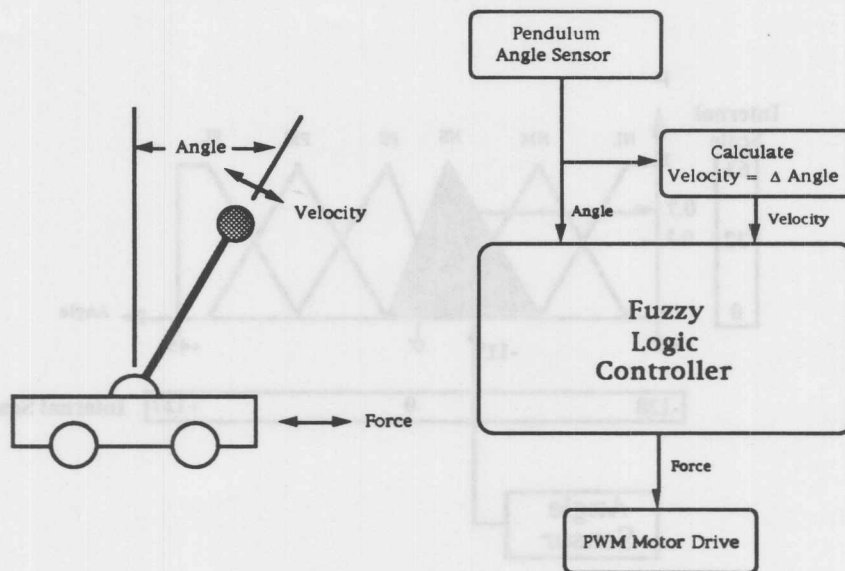 Pendulum
Angle Sensor
Angle
Velocity
Force
Calculate
Velocity = Δ Angle
Angle
Velocity
Fuzzy
Logic
Controller
Force
PWM Motor Drive